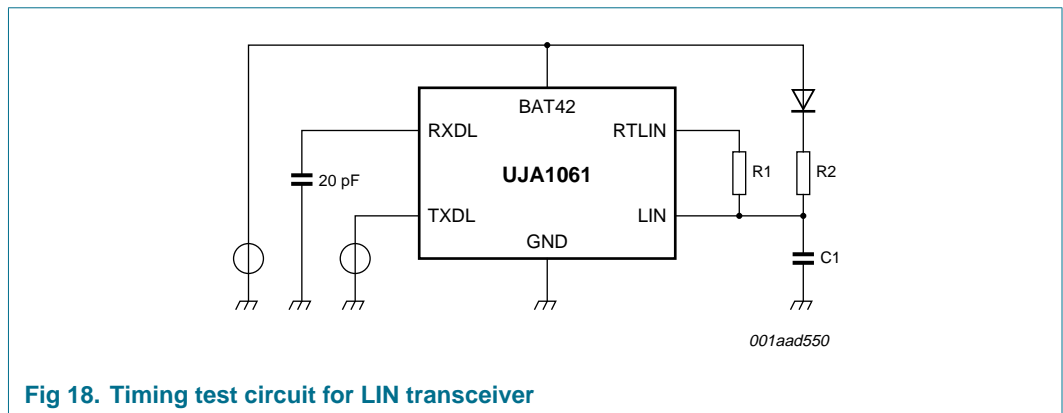 BAT42
RXDL
RTLIN
R1
R2
20 pF
UJA1061
TXDL
LIN
GND
C1
001aad550
Fig 18. Timing test circuit for LIN transceiver